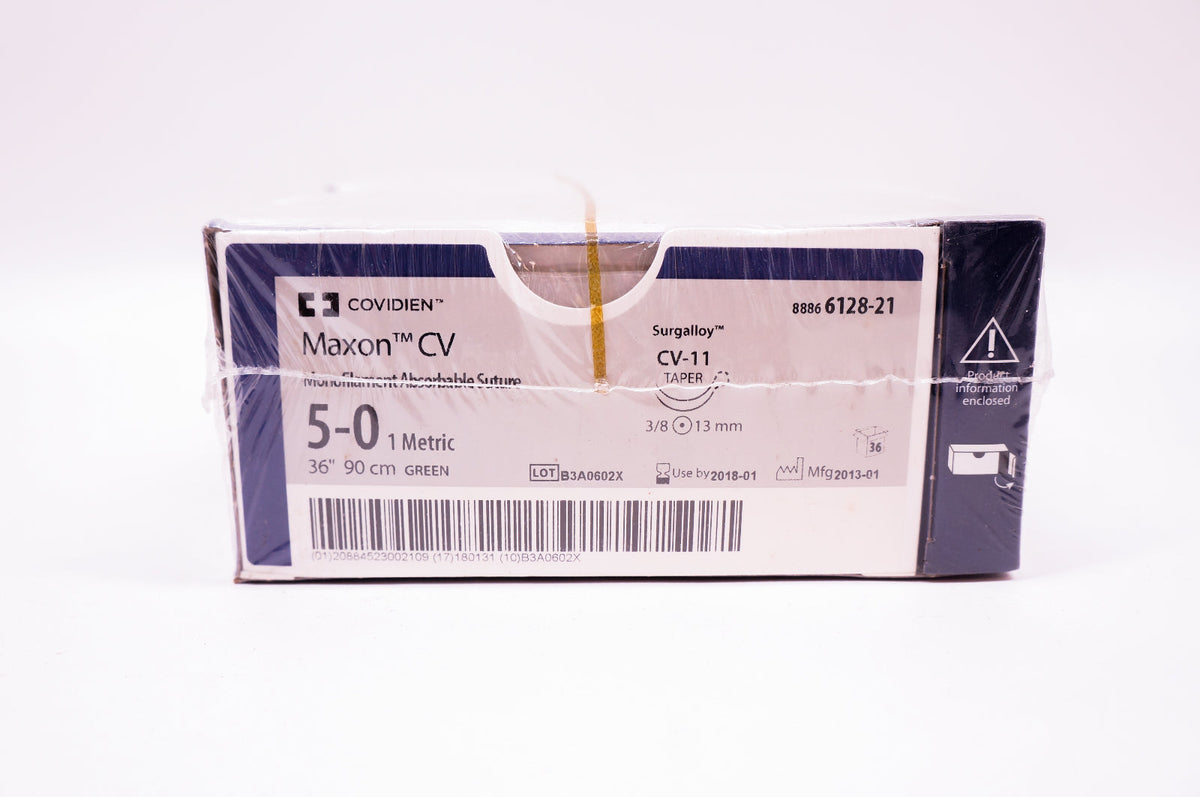 COVIDIEN™
8886 6128-21
Maxon™ CV
Monofilament Absorbable Suture
5-0 1 Metric
36" 90 cm GREEN
Surgalloy™
CV-11
TAPER
3/8 13 mm
36
LOT B3A0602X
Use by 2018-01
Mfg 2013-01
(01)20884523002109 (17)180131 (10)B3A0602X
Product
information
enclosed